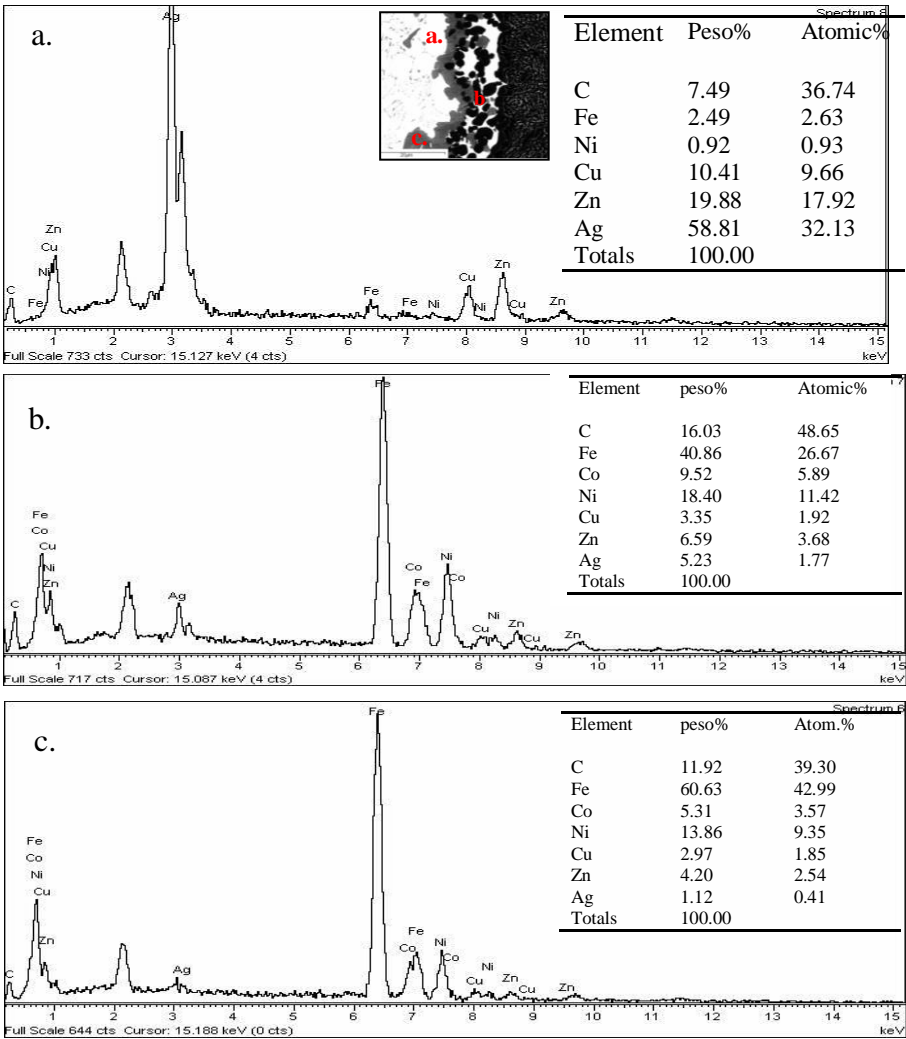 Spectrum 8
a.
Ag
a.
b
c.
Element Peso% Atomic%
C 7.49 36.74
Fe 2.49 2.63
Ni 0.92 0.93
Cu 10.41 9.66
Zn 19.88 17.92
Ag 58.81 32.13
Totals 100.00
Zn
Cu
Ni
C
Fe
Fe
Fe
Ni
Cu
Ni
Zn
Cu
Zn
1 2 3 4 5 6 7 8 9 10 11 12 13 14 15
Full Scale 733 cts Cursor: 15.127 keV (4 cts) keV
b.
Fe
Element peso% Atomic%
C 16.03 48.65
Fe 40.86 26.67
Co 9.52 5.89
Ni 18.40 11.42
Cu 3.35 1.92
Zn 6.59 3.68
Ag 5.23 1.77
Totals 100.00
Fe
Co
Cu
Ni
Zn
C
Ag
Co
Fe
Ni
Co
Cu
Ni
Zn
Cu
Zn
1 2 3 4 5 6 7 8 9 10 11 12 13 14 15
Full Scale 717 cts Cursor: 15.087 keV (4 cts) keV
Spectrum 6
c.
Fe
Element peso% Atom.%
C 11.92 39.30
Fe 60.63 42.99
Co 5.31 3.57
Ni 13.86 9.35
Cu 2.97 1.85
Zn 4.20 2.54
Ag 1.12 0.41
Totals 100.00
Fe
Co
Ni
Cu
Zn
C
Ag
Fe
Co
Ni
Co
Cu
Ni
Zn
Cu
Zn
1 2 3 4 5 6 7 8 9 10 11 12 13 14 15
Full Scale 644 cts Cursor: 15.188 keV (0 cts) keV